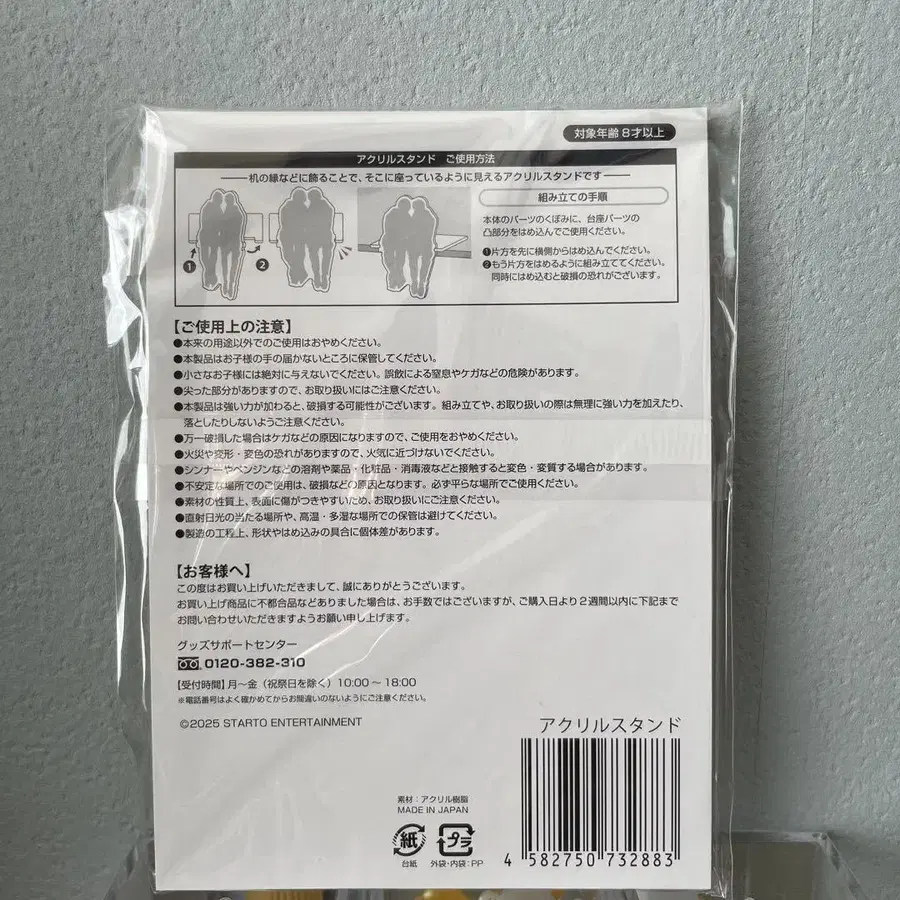 対象年齢 8才以上
アクリルスタンド ご使用方法
机の縁などに飾ることで、そこに座っているように見えるアクリルスタンドです
組み立ての手順
本体のパーツのくぼみに、台座パーツの
凸部分をはめ込んでご使用ください。
❶片方を先に横側からはめ込んでください。
❷もう片方をはめるように組み立ててください。
同時にはめ込むと破損の恐れがございます。
❶
❷
【ご使用上の注意】
●本来の用途以外でのご使用はおやめください。
●本製品はお子様の手の届かないところに保管してください。
●小さなお子様には絶対に与えないでください。誤飲による窒息やケガなどの危険があります。
●尖った部分がありますので、お取り扱いにはご注意ください。
●本製品は強い力が加わると、破損する可能性がございます。組み立てや、お取り扱いの際は無理に強い力を加えたり、
落としたりしないようご注意ください。
●万一破損した場合はケガなどの原因になりますので、ご使用をおやめください。
●火災や変形・変色の恐れがありますので、火気に近づけないでください。
●シンナーやベンジンなどの溶剤や薬品・化粧品・消毒液などと接触すると変色・変質する場合があります。
●不安定な場所でのご使用は、破損などの原因となります。必ず平らな場所でご使用ください。
●素材の性質上、表面に傷がつきやすいため、お取り扱いにご注意ください。
●直射日光の当たる場所や、高温・多湿な場所での保管は避けてください。
●製造の工程上、形状やはめ込みの具合に個体差があります。
【お客様へ】
この度はお買い上げいただきまして、誠にありがとうございます。
お買い上げ商品に不都合品などありました場合は、お手数ではございますが、ご購入日より2週間以内に下記まで
お問い合わせいただきますようお願い申し上げます。
グッズサポートセンター
0120-382-310
【受付時間】月〜金（祝祭日を除く）10:00〜18:00
※電話番号はよく確かめてからお間違いのないようにご注意ください。
©2025 STARTO ENTERTAINMENT
アクリルスタンド
素材：アクリル樹脂
MADE IN JAPAN
紙
プラ
台紙
外袋・内袋：PP
4 582750 732883